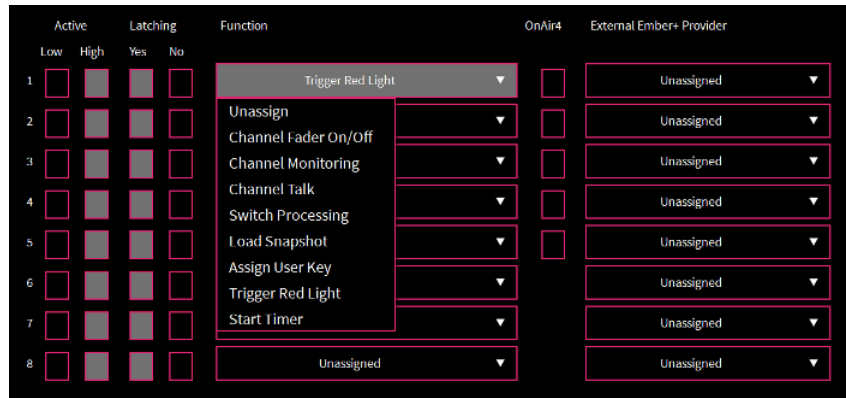 Active Latching Function OnAir4 External Ember+ Provider
Low High Yes No
1 Trigger Red Light ▼ Unassigned ▼
Unassign
2 ▼ Unassigned ▼
Channel Fader On/Off
3 Channel Monitoring ▼ Unassigned ▼
Channel Talk
4 ▼ Unassigned ▼
Switch Processing
5 Load Snapshot ▼ Unassigned ▼
Assign User Key
6 ▼ Unassigned ▼
Trigger Red Light
7 Start Timer ▼ Unassigned ▼
8 Unassigned ▼ Unassigned ▼